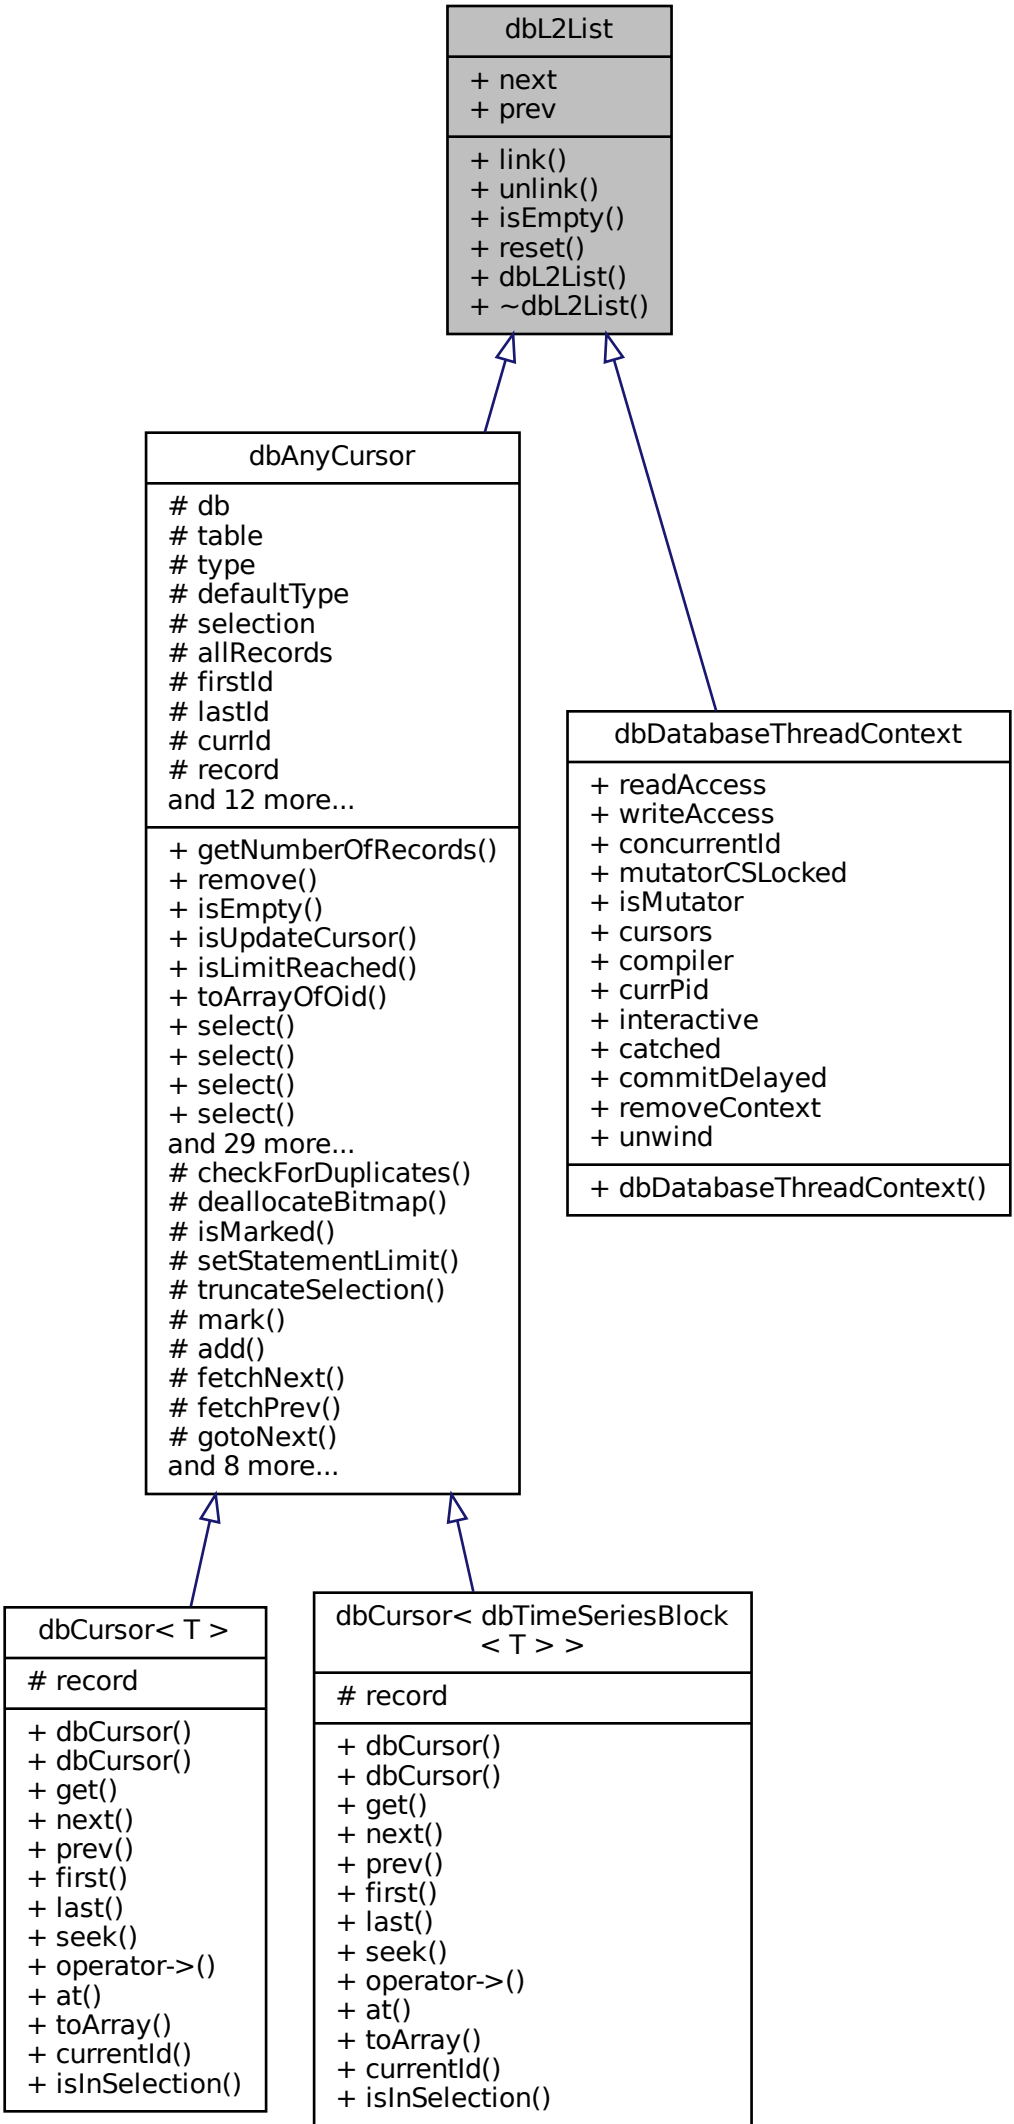 dbL2List
+ next
+ prev
+ link()
+ unlink()
+ isEmpty()
+ reset()
+ dbL2List()
+ ~dbL2List()
dbAnyCursor
# db
# table
# type
# defaultType
# selection
# allRecords
# firstId
# lastId
# currId
# record
and 12 more...
+ getNumberOfRecords()
+ remove()
+ isEmpty()
+ isUpdateCursor()
+ isLimitReached()
+ toArrayOfOid()
+ select()
+ select()
+ select()
+ select()
and 29 more...
# checkForDuplicates()
# deallocateBitmap()
# isMarked()
# setStatementLimit()
# truncateSelection()
# mark()
# add()
# fetchNext()
# fetchPrev()
# gotoNext()
and 8 more...
dbDatabaseThreadContext
+ readAccess
+ writeAccess
+ concurrentId
+ mutatorCSLocked
+ isMutator
+ cursors
+ compiler
+ currPid
+ interactive
+ catched
+ commitDelayed
+ removeContext
+ unwind
+ dbDatabaseThreadContext()
dbCursor< T >
# record
+ dbCursor()
+ dbCursor()
+ get()
+ next()
+ prev()
+ first()
+ last()
+ seek()
+ operator->()
+ at()
+ toArray()
+ currentId()
+ isInSelection()
dbCursor< dbTimeSeriesBlock
< T > >
# record
+ dbCursor()
+ dbCursor()
+ get()
+ next()
+ prev()
+ first()
+ last()
+ seek()
+ operator->()
+ at()
+ toArray()
+ currentId()
+ isInSelection()